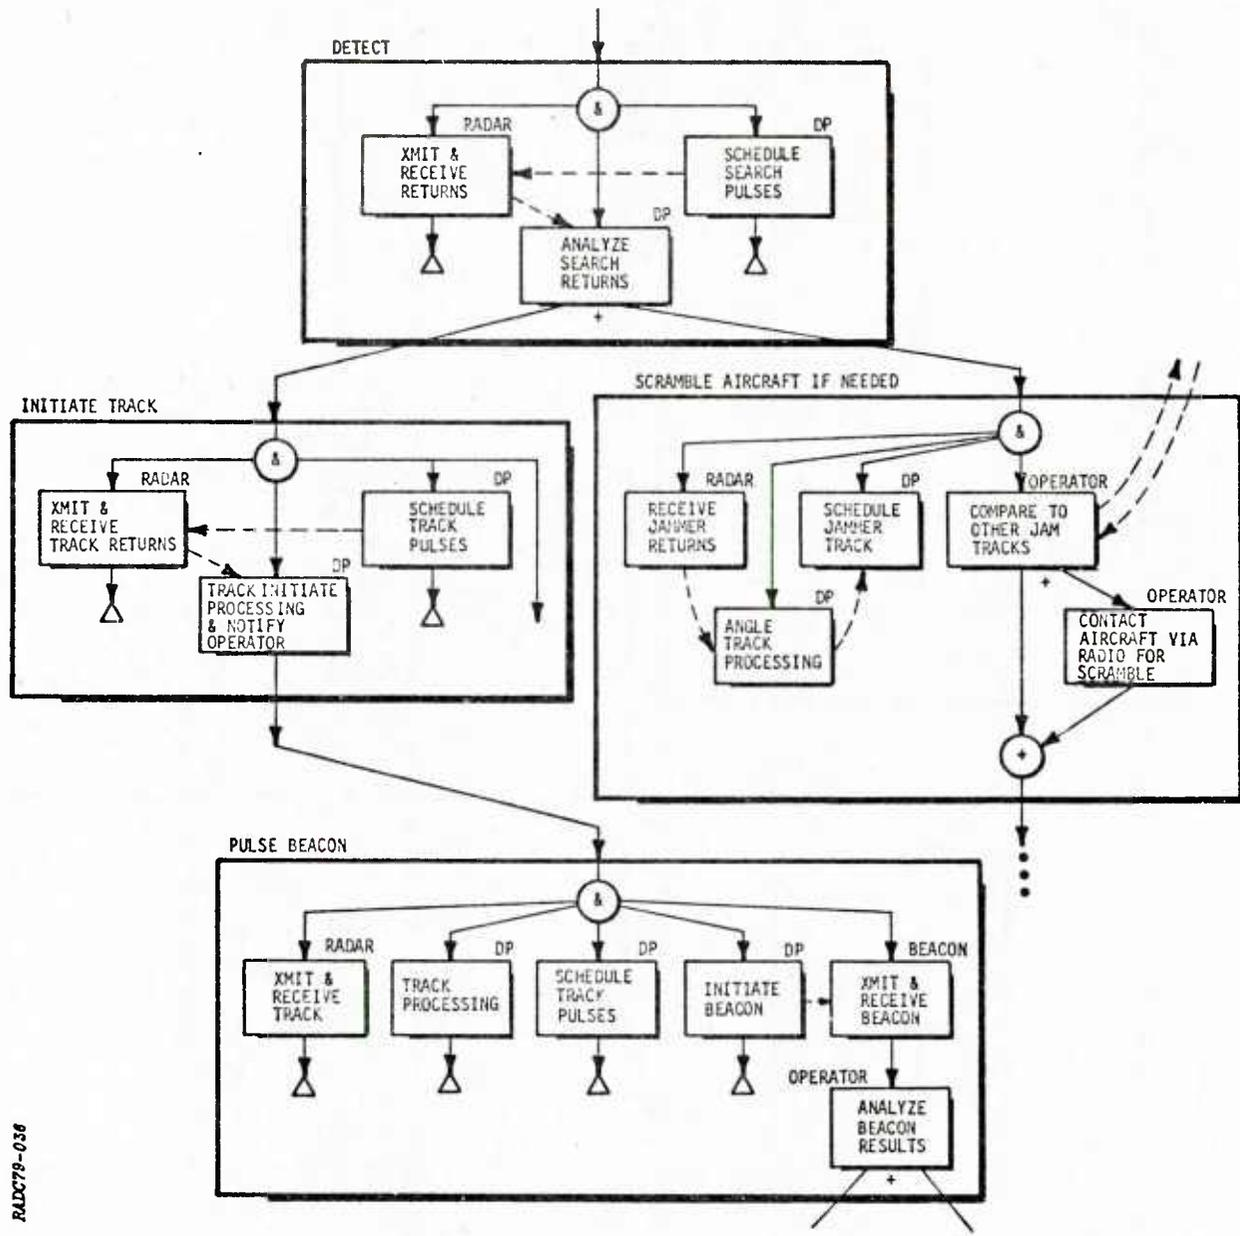 DETECT
&
RADAR
DP
XMIT &
RECEIVE
RETURNS
SCHEDULE
SEARCH
PULSES
DP
ANALYZE
SEARCH
RETURNS
+
INITIATE TRACK
&
RADAR
DP
XMIT &
RECEIVE
TRACK RETURNS
SCHEDULE
TRACK
PULSES
DP
TRACK INITIATE
PROCESSING
& NOTIFY
OPERATOR
SCRAMBLE AIRCRAFT IF NEEDED
&
RADAR
DP
OPERATOR
RECEIVE
JAMMER
RETURNS
SCHEDULE
JAMMER
TRACK
COMPARE TO
OTHER JAM
TRACKS
+
DP
ANGLE
TRACK
PROCESSING
OPERATOR
CONTACT
AIRCRAFT VIA
RADIO FOR
SCRAMBLE
+
PULSE BEACON
&
RADAR
DP
DP
DP
BEACON
XMIT &
RECEIVE
TRACK
TRACK
PROCESSING
SCHEDULE
TRACK
PULSES
INITIATE
BEACON
XMIT &
RECEIVE
BEACON
OPERATOR
ANALYZE
BEACON
RESULTS
+
RADC79-036